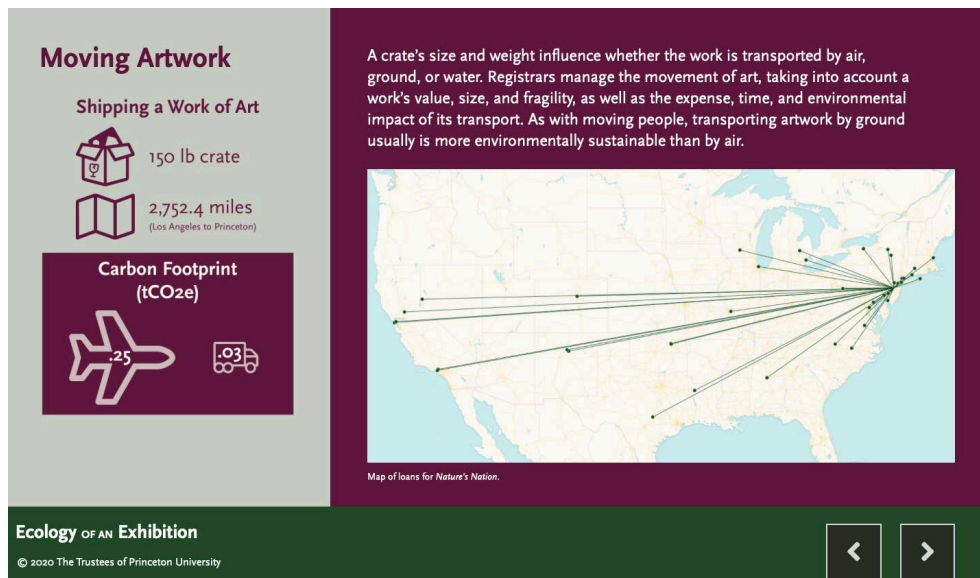 Moving Artwork
Shipping a Work of Art
150 lb crate
2,752.4 miles
(Los Angeles to Princeton)
Carbon Footprint
(tCO2e)
.25
.03
A crate's size and weight influence whether the work is transported by air,
ground, or water. Registrars manage the movement of art, taking into account a
work's value, size, and fragility, as well as the expense, time, and environmental
impact of its transport. As with moving people, transporting artwork by ground
usually is more environmentally sustainable than by air.
Map of loans for Nature's Nation.
Ecology OF AN Exhibition
© 2020 The Trustees of Princeton University